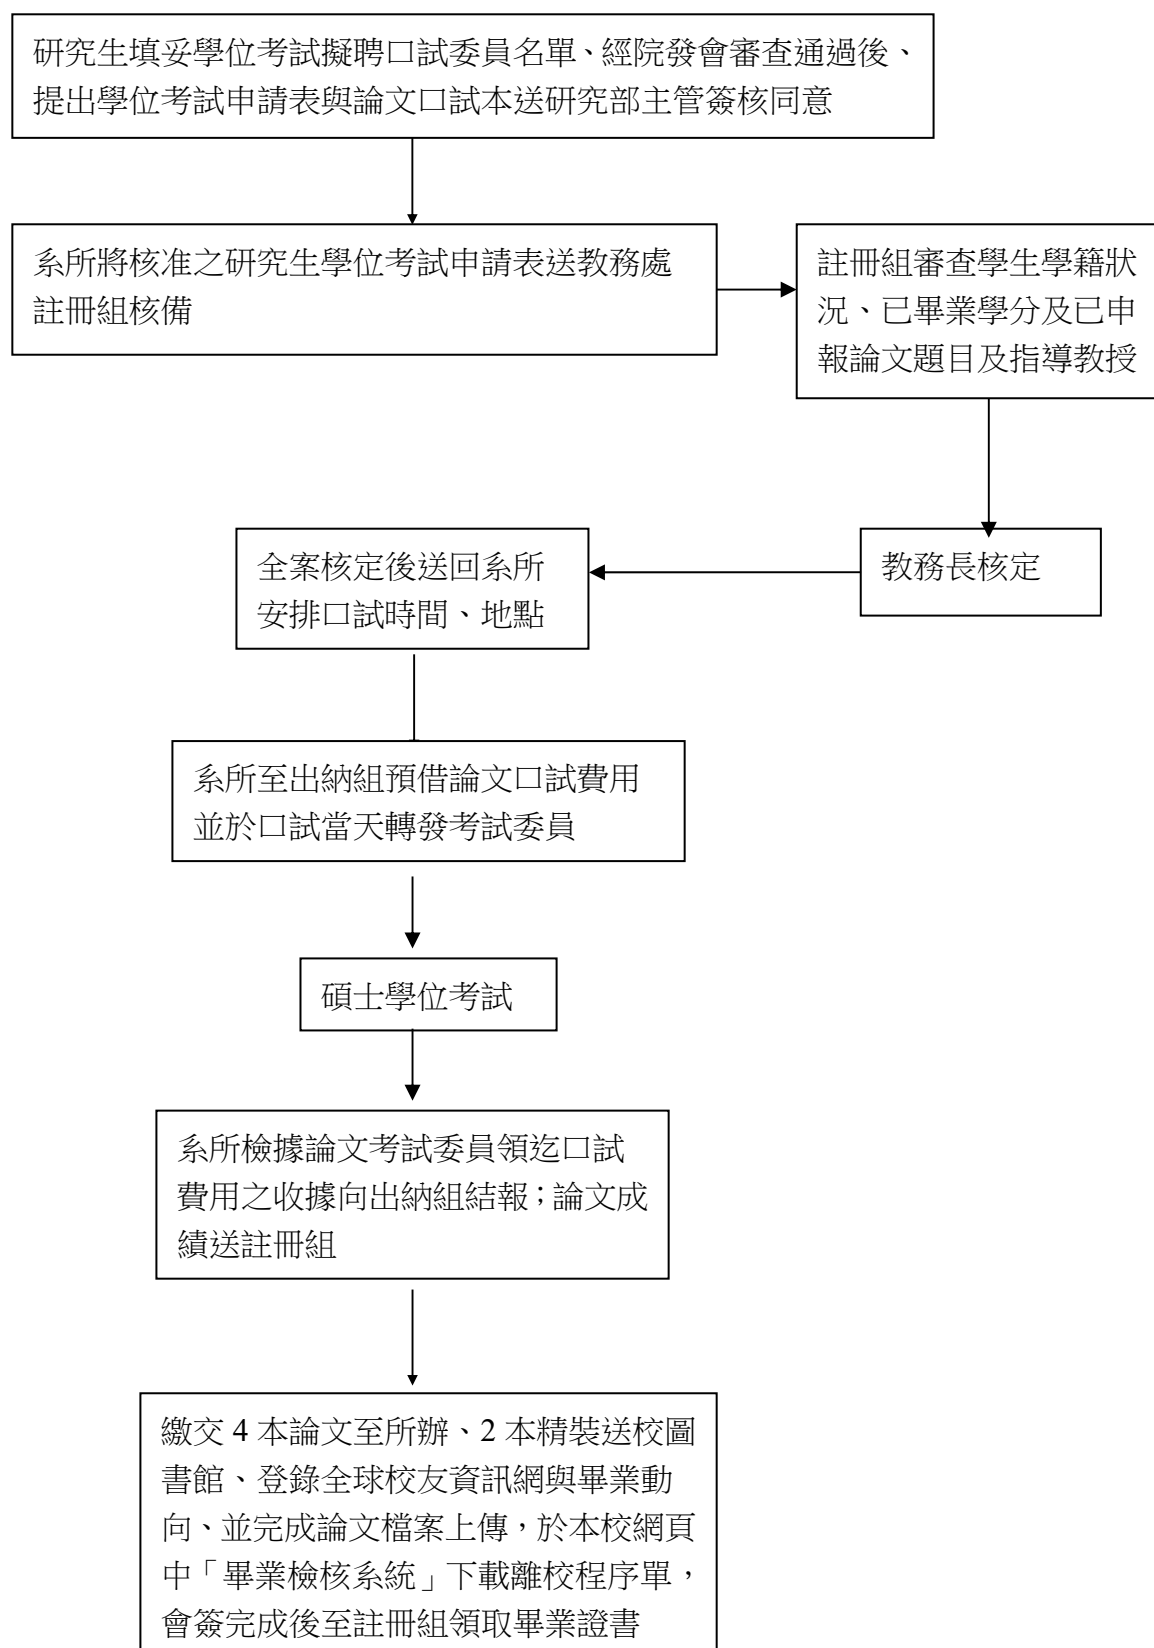 研究生填妥學位考試擬聘口試委員名單、經院發會審查通過後、
提出學位考試申請表與論文口試本送研究部主管簽核同意
系所將核准之研究生學位考試申請表送教務處
註冊組核備
註冊組審查學生學籍狀
況、已畢業學分及已申
報論文題目及指導教授
教務長核定
全案核定後送回系所
安排口試時間、地點
系所至出納組預借論文口試費用
並於口試當天轉發考試委員
碩士學位考試
系所檢據論文考試委員領迄口試
費用之收據向出納組結報；論文成
績送註冊組
繳交 4 本論文至所辦、2 本精裝送校圖
書館、登錄全球校友資訊網與畢業動
向、並完成論文檔案上傳，於本校網頁
中「畢業檢核系統」下載離校程序單，
會簽完成後至註冊組領取畢業證書